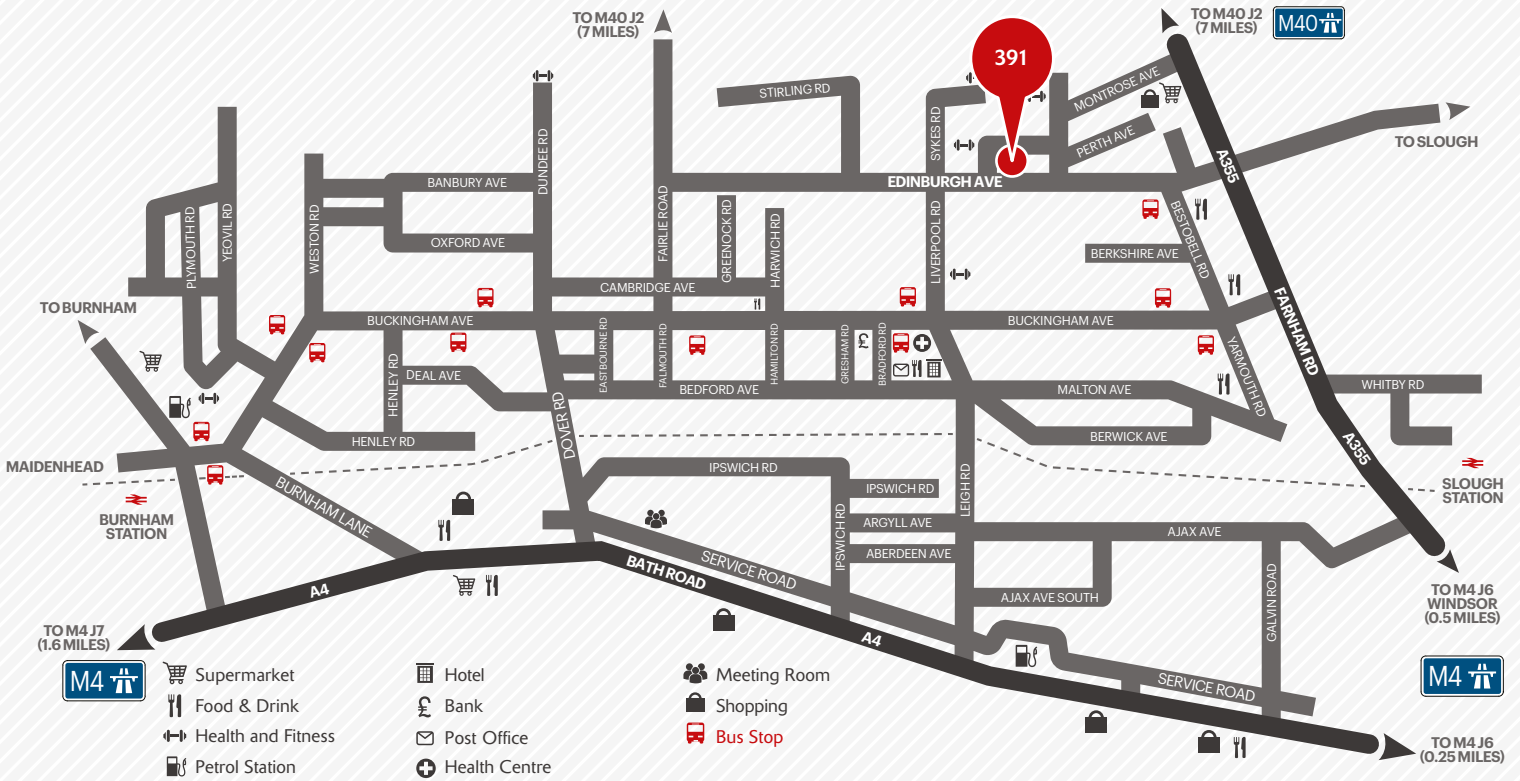 TO M40 J2
(7 MILES)
TO M40 J2
(7 MILES)
M40
391
STIRLING RD
MONTROSE AVE
PERTH AVE
SYKES RD
A355
TO SLOUGH
DUNDEE RD
BANBURY AVE
EDINBURGH AVE
FAIRLIE ROAD
PLYMOUTH RD
YEOVIL RD
WESTON RD
OXFORD AVE
GREENOCK RD
HARWICH RD
LIVERPOOL RD
BESTOBELL RD
BERKSHIRE AVE
CAMBRIDGE AVE
TO BURNHAM
BUCKINGHAM AVE
BUCKINGHAM AVE
FARNHAM RD
EASTBOURNE RD
FALMOUTH RD
HAMILTON RD
GRESHAM RD
BRADFORD RD
YARMOUTH RD
HENLEY RD
DEAL AVE
BEDFORD AVE
MALTON AVE
WHITBY RD
HENLEY RD
DOVER RD
BERWICK AVE
A355
MAIDENHEAD
BURNHAM
STATION
BURNHAM LANE
IPSWICH RD
IPSWICH RD
IPSWICH RD
LEIGH RD
SLOUGH
STATION
ARGYLL AVE
AJAX AVE
ABERDEEN AVE
SERVICE ROAD
BATH ROAD
A4
AJAX AVE SOUTH
GALVIN ROAD
TO M4 J6
WINDSOR
(0.5 MILES)
TO M4 J7
(1.6 MILES)
M4
A4
SERVICE ROAD
M4
TO M4 J6
(0.25 MILES)
Supermarket
Food & Drink
Health and Fitness
Petrol Station
Hotel
£ Bank
Post Office
Health Centre
Meeting Room
Shopping
Bus Stop
£